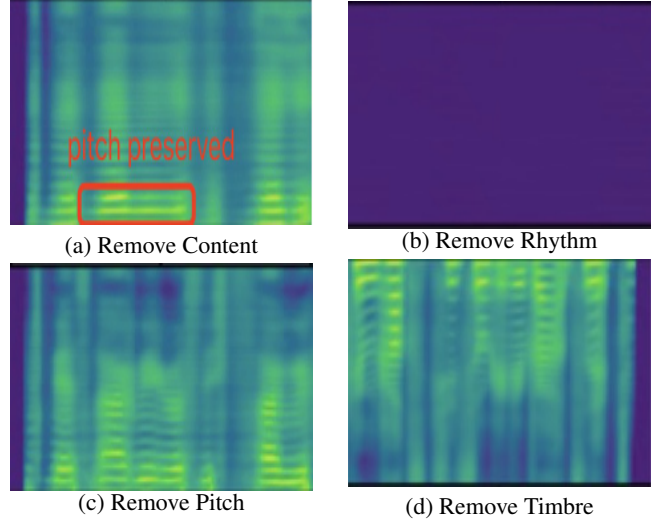 pitch preserved
(a) Remove Content
(b) Remove Rhythm
(c) Remove Pitch
(d) Remove Timbre